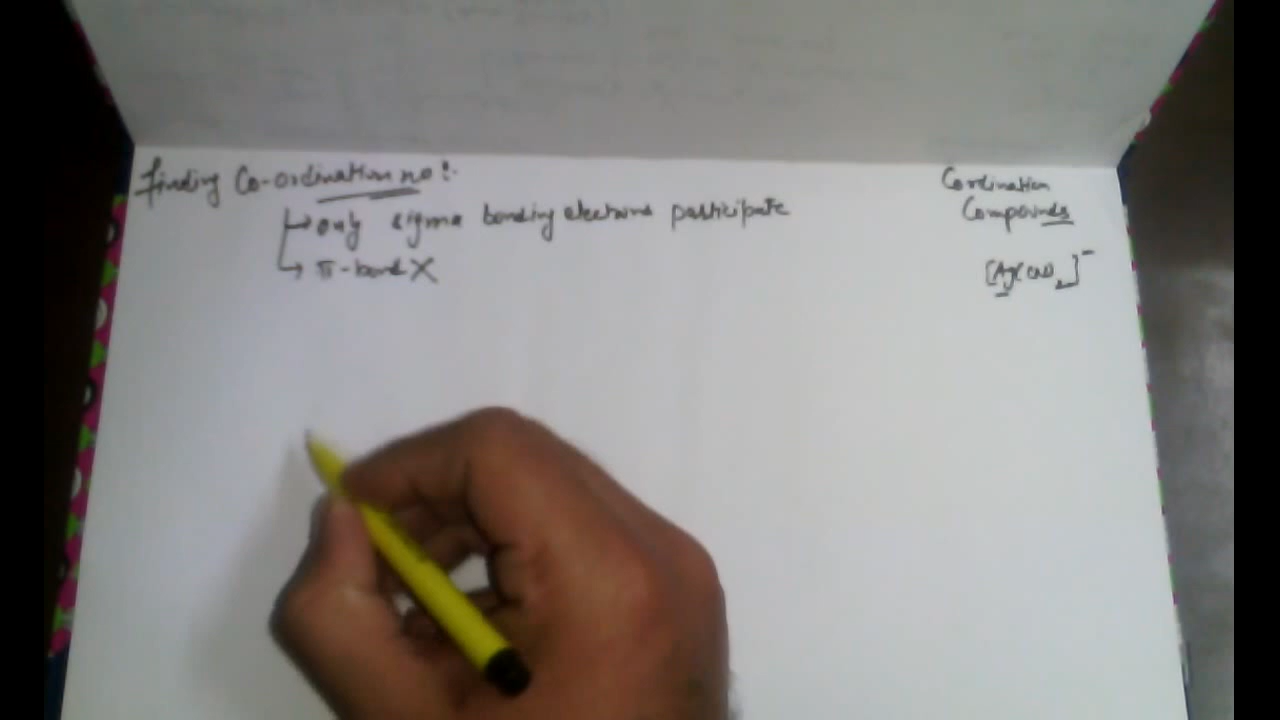 Finding Co-ordination no:-
↳ only sigma bonding electrons participate
↳ π-bond X
Cordination
Compounds
[Ag(CN)₂]⁻